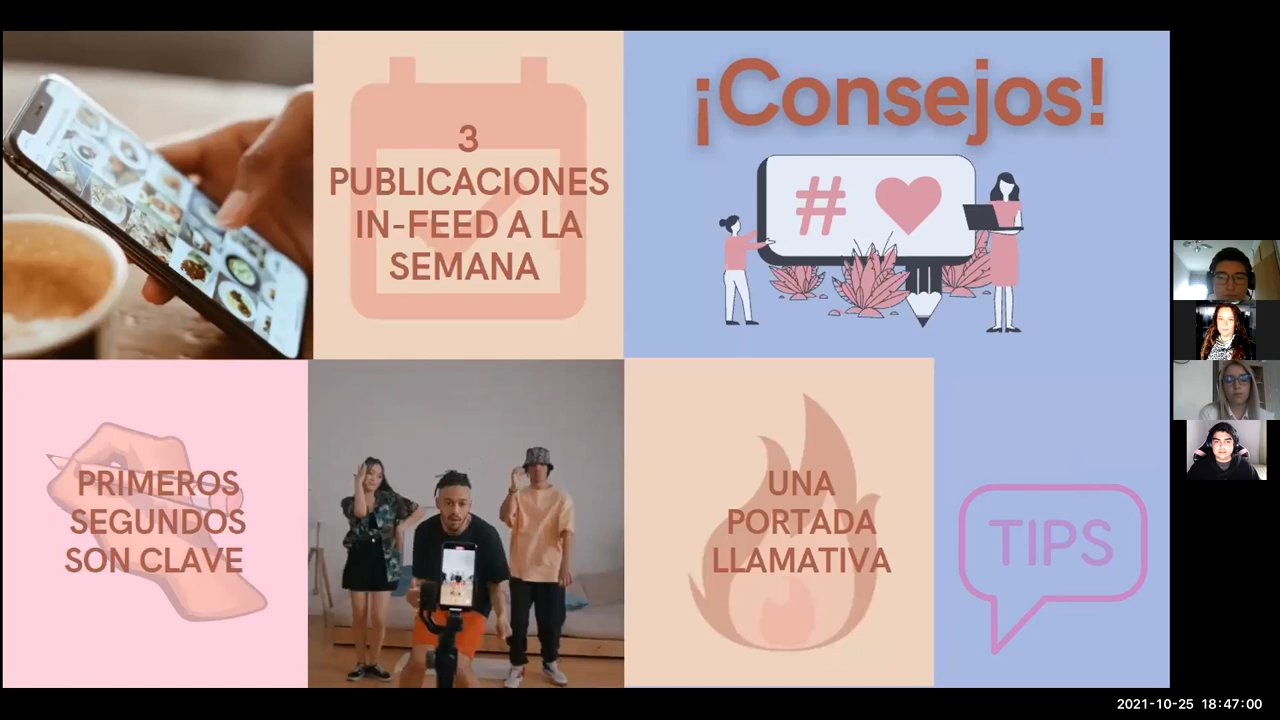 ¡Consejos!
3
PUBLICACIONES
IN-FEED A LA
SEMANA
#
PRIMEROS
SEGUNDOS
SON CLAVE
UNA
PORTADA
LLAMATIVA
TIPS
2021-10-25 18:47:00